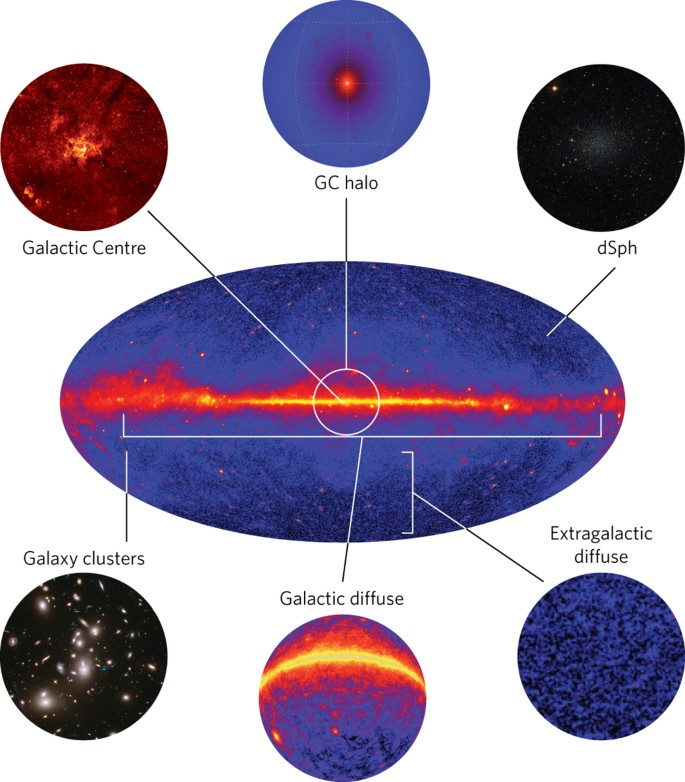 GC halo
Galactic Centre
dSph
Galaxy clusters
Extragalactic
diffuse
Galactic diffuse